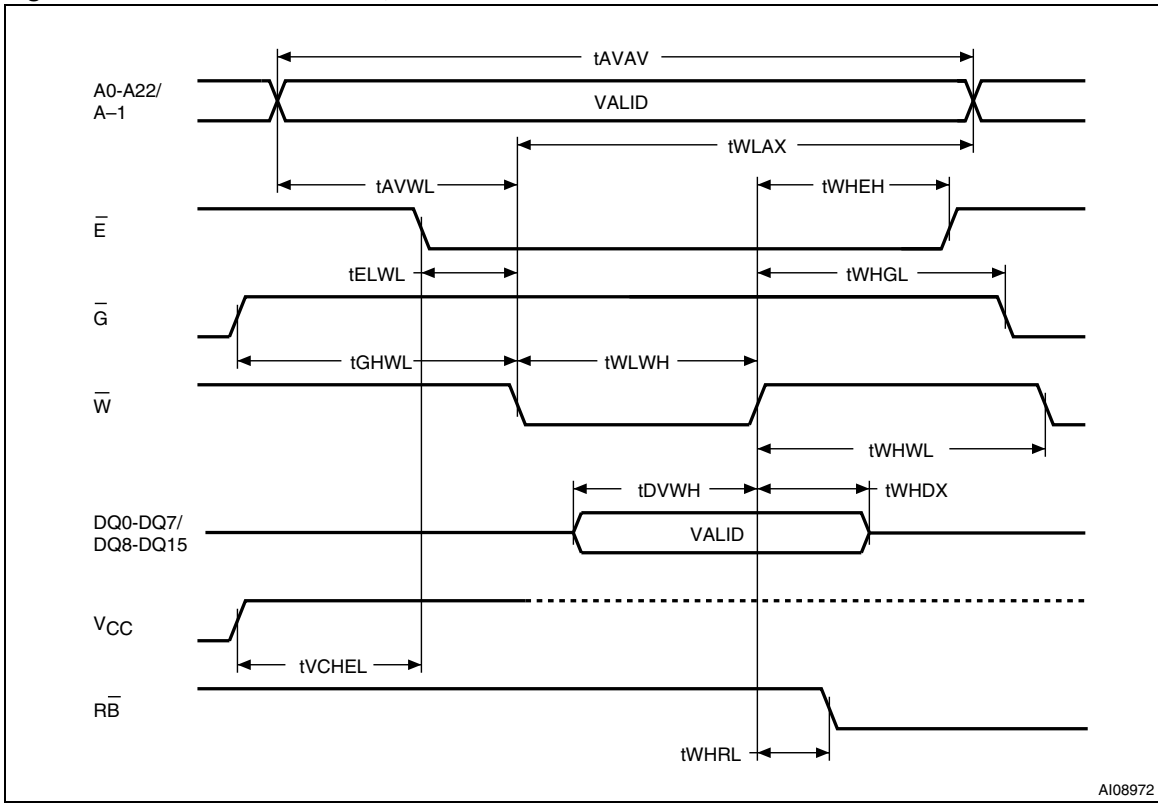 tAVAV
A0-A22/
A–1
VALID
tWLAX
tAVWL
tWHEH
E̅
tELWL
tWHGL
G̅
tGHWL
tWLWH
W̅
tWHWL
tDVWH
tWHDX
DQ0-DQ7/
DQ8-DQ15
VALID
VCC
tVCHEL
RB̅
tWHRL
AI08972